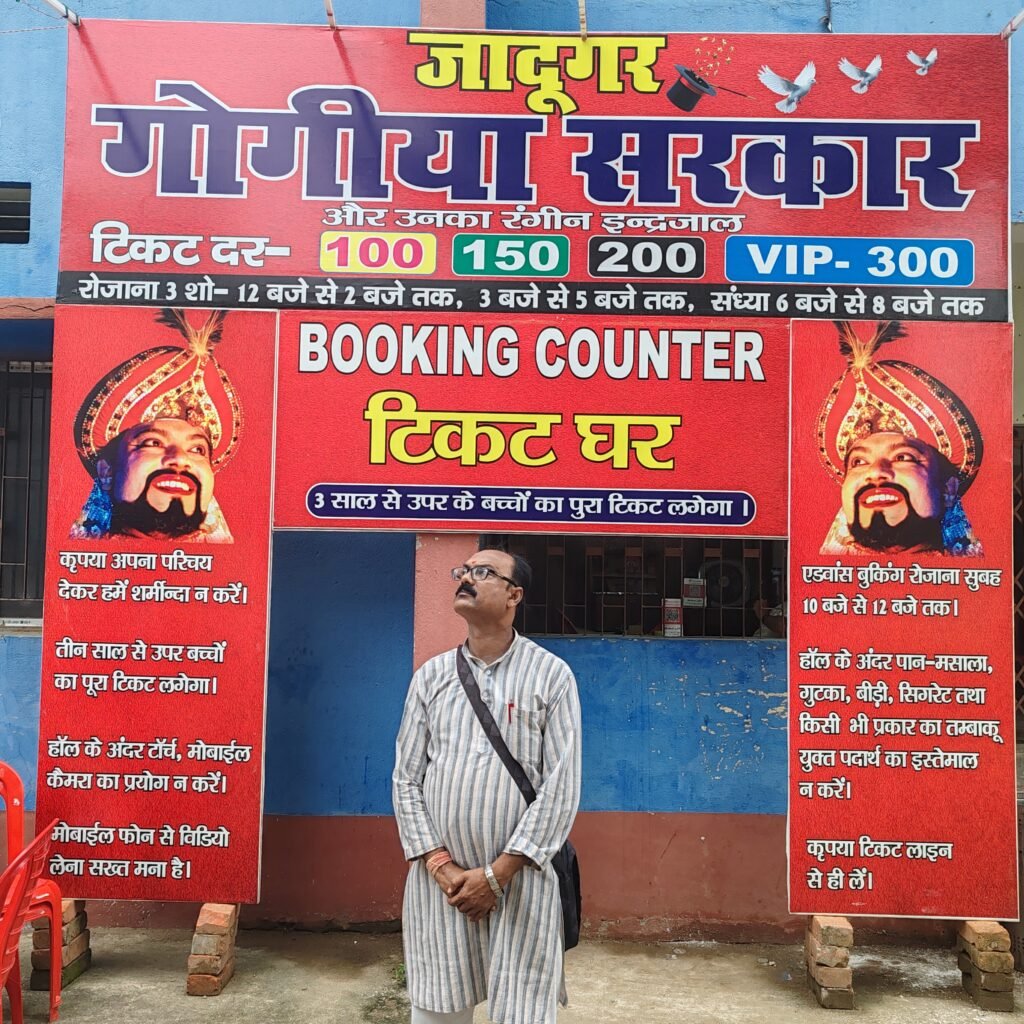 जादूगर
गोगीया सरकार
और उनका रंगीन इन्द्रजाल
टिकट दर- 100 150 200 VIP- 300
रोजाना 3 शो- 12 बजे से 2 बजे तक, 3 बजे से 5 बजे तक, संध्या 6 बजे से 8 बजे तक
BOOKING COUNTER
टिकट घर
3 साल से उपर के बच्चों का पुरा टिकट लगेगा ।
कृपया अपना परिचय
देकर हमें शर्मीन्दा न करें।
तीन साल से उपर बच्चों
का पूरा टिकट लगेगा।
हॉल के अंदर टॉर्च, मोबाईल
कैमरा का प्रयोग न करें।
मोबाईल फोन से विडियो
लेना सख्त मना है।
एडवांस बुकिंग रोजाना सुबह
10 बजे से 12 बजे तक।
हॉल के अंदर पान-मसाला,
गुटका, बीड़ी, सिगरेट तथा
किसी भी प्रकार का तम्बाकू
युक्त पदार्थ का इस्तेमाल
न करें।
कृपया टिकट लाइन
से ही लें।